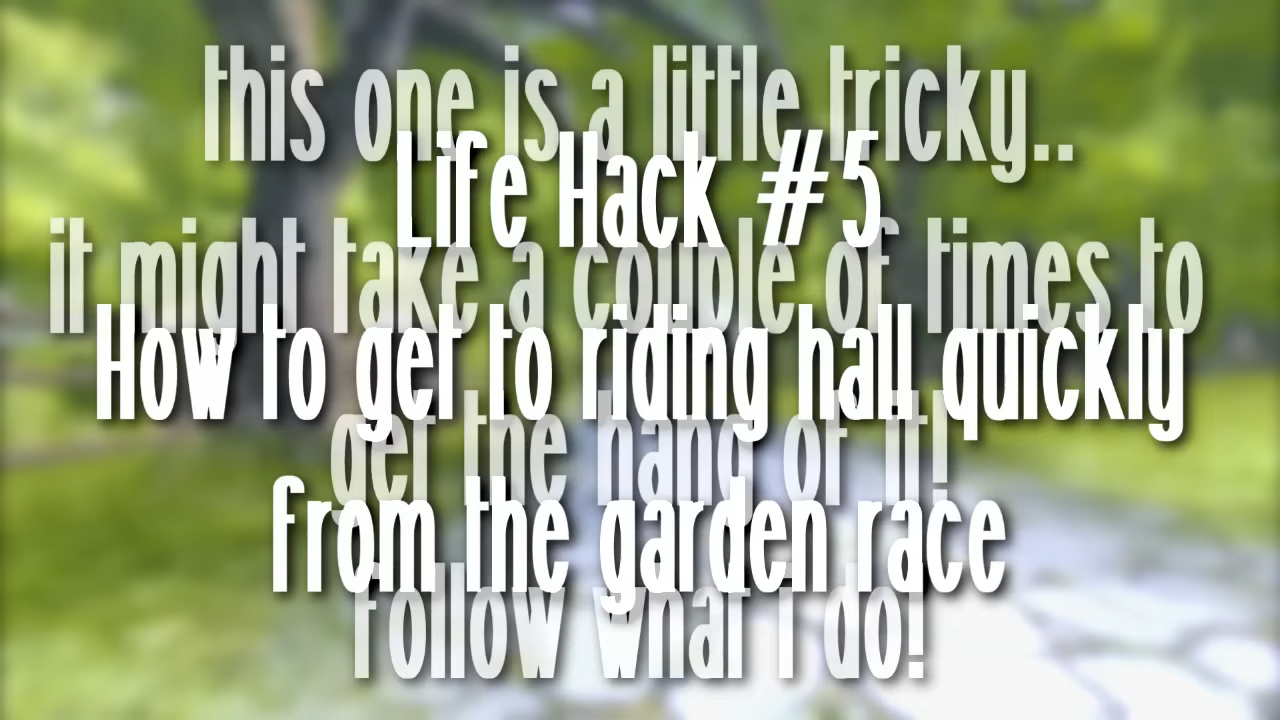 this one is a little tricky..
Life Hack #5
it might take a couple of times to
How to get to riding hall quickly
get the hang of it!
from the garden race
follow what i do!